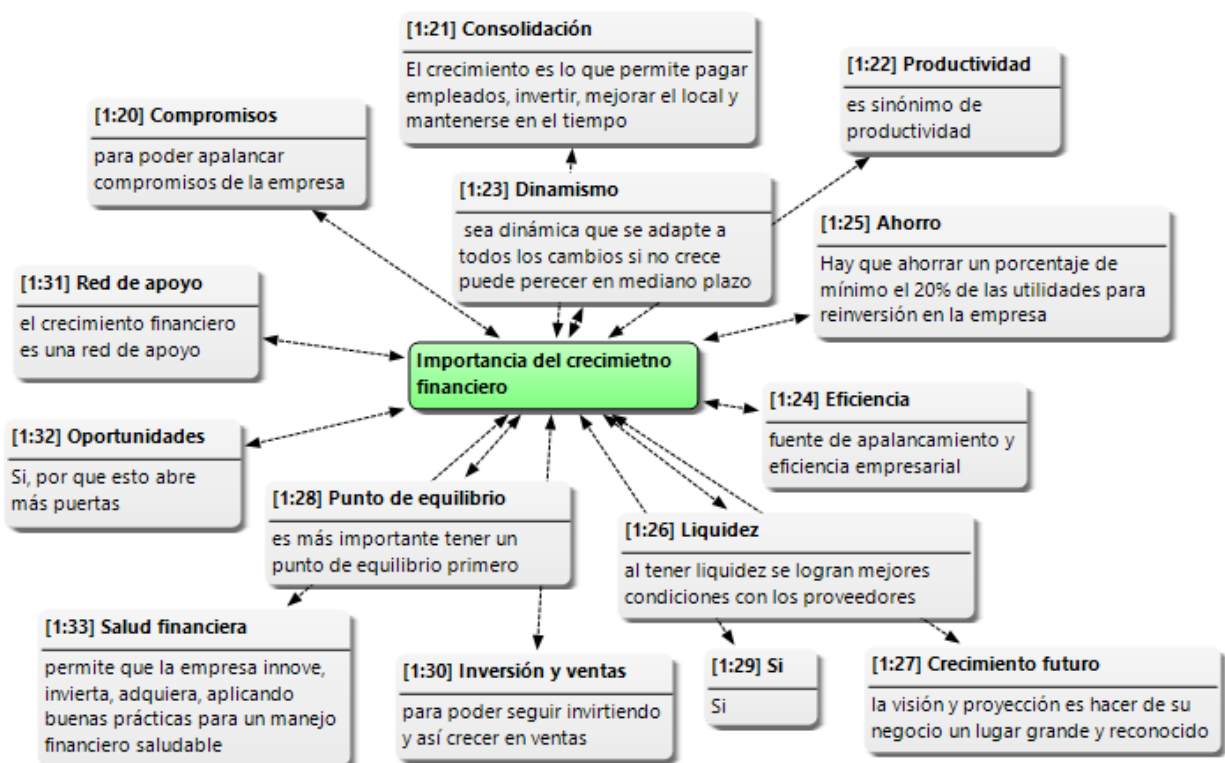 [1:21] Consolidación
El crecimiento es lo que permite pagar
empleados, invertir, mejorar el local y
mantenerse en el tiempo
[1:22] Productividad
es sinónimo de
productividad
[1:20] Compromisos
para poder apalancar
compromisos de la empresa
[1:23] Dinamismo
sea dinámica que se adapte a
todos los cambios si no crece
puede perecer en mediano plazo
[1:25] Ahorro
Hay que ahorrar un porcentaje de
mínimo el 20% de las utilidades para
reinversión en la empresa
[1:31] Red de apoyo
el crecimiento financiero
es una red de apoyo
Importancia del crecimietno
financiero
[1:24] Eficiencia
fuente de apalancamiento y
eficiencia empresarial
[1:32] Oportunidades
Si, por que esto abre
más puertas
[1:28] Punto de equilibrio
es más importante tener un
punto de equilibrio primero
[1:26] Liquidez
al tener liquidez se logran mejores
condiciones con los proveedores
[1:33] Salud financiera
permite que la empresa innove,
invierta, adquiera, aplicando
buenas prácticas para un manejo
financiero saludable
[1:30] Inversión y ventas
para poder seguir invirtiendo
y así crecer en ventas
[1:29] Si
Si
[1:27] Crecimiento futuro
la visión y proyección es hacer de su
negocio un lugar grande y reconocido